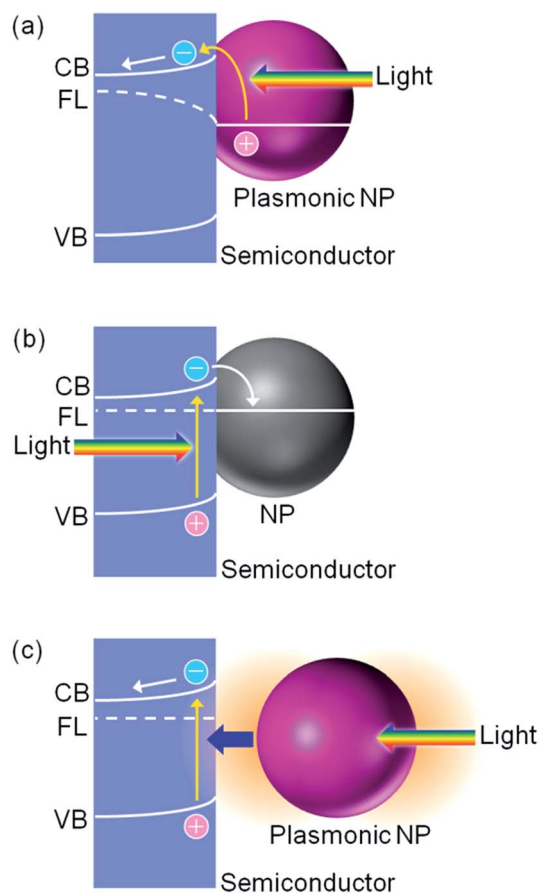 (a)
CB
FL
VB
−
+
Light
Plasmonic NP
Semiconductor
(b)
CB
FL
Light
VB
−
+
NP
Semiconductor
(c)
CB
FL
VB
−
+
Light
Plasmonic NP
Semiconductor